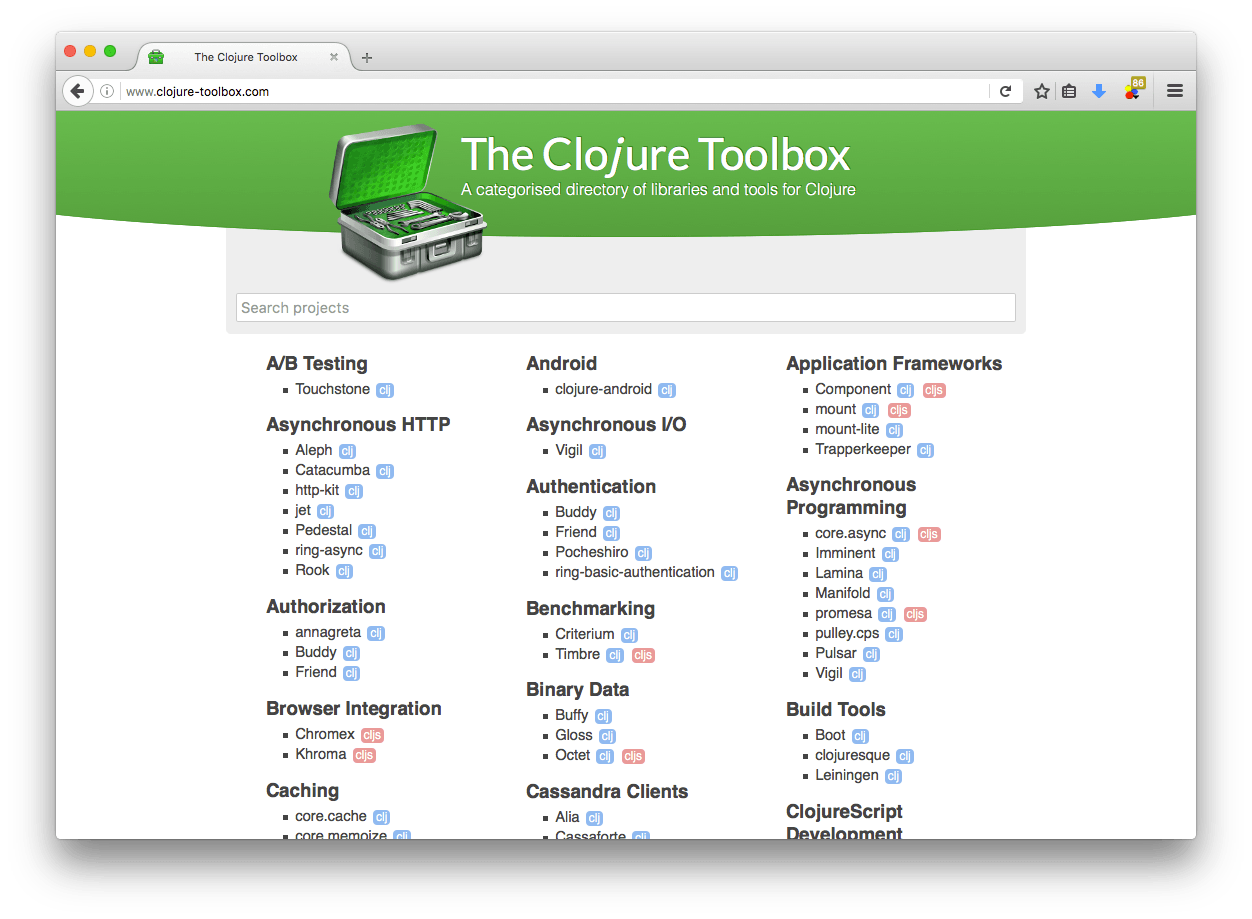 The Clojure Toolbox
www.clojure-toolbox.com
86
The Clojure Toolbox
A categorised directory of libraries and tools for Clojure
Search projects
A/B Testing
Touchstone clj
Asynchronous HTTP
Aleph clj
Catacumba clj
http-kit clj
jet clj
Pedestal clj
ring-async clj
Rook clj
Authorization
annagreta clj
Buddy clj
Friend clj
Browser Integration
Chromex cljs
Khroma cljs
Caching
core.cache clj
core.memoize clj
Android
clojure-android clj
Asynchronous I/O
Vigil clj
Authentication
Buddy clj
Friend clj
Pocheshiro clj
ring-basic-authentication clj
Benchmarking
Criterium clj
Timbre clj cljs
Binary Data
Buffy clj
Gloss clj
Octet clj cljs
Cassandra Clients
Alia clj
Cassaforte clj
Application Frameworks
Component clj cljs
mount clj cljs
mount-lite clj
Trapperkeeper clj
Asynchronous
Programming
core.async clj cljs
Imminent clj
Lamina clj
Manifold clj
promesa clj cljs
pulley.cps clj
Pulsar clj
Vigil clj
Build Tools
Boot clj
clojuresque clj
Leiningen clj
ClojureScript
Development